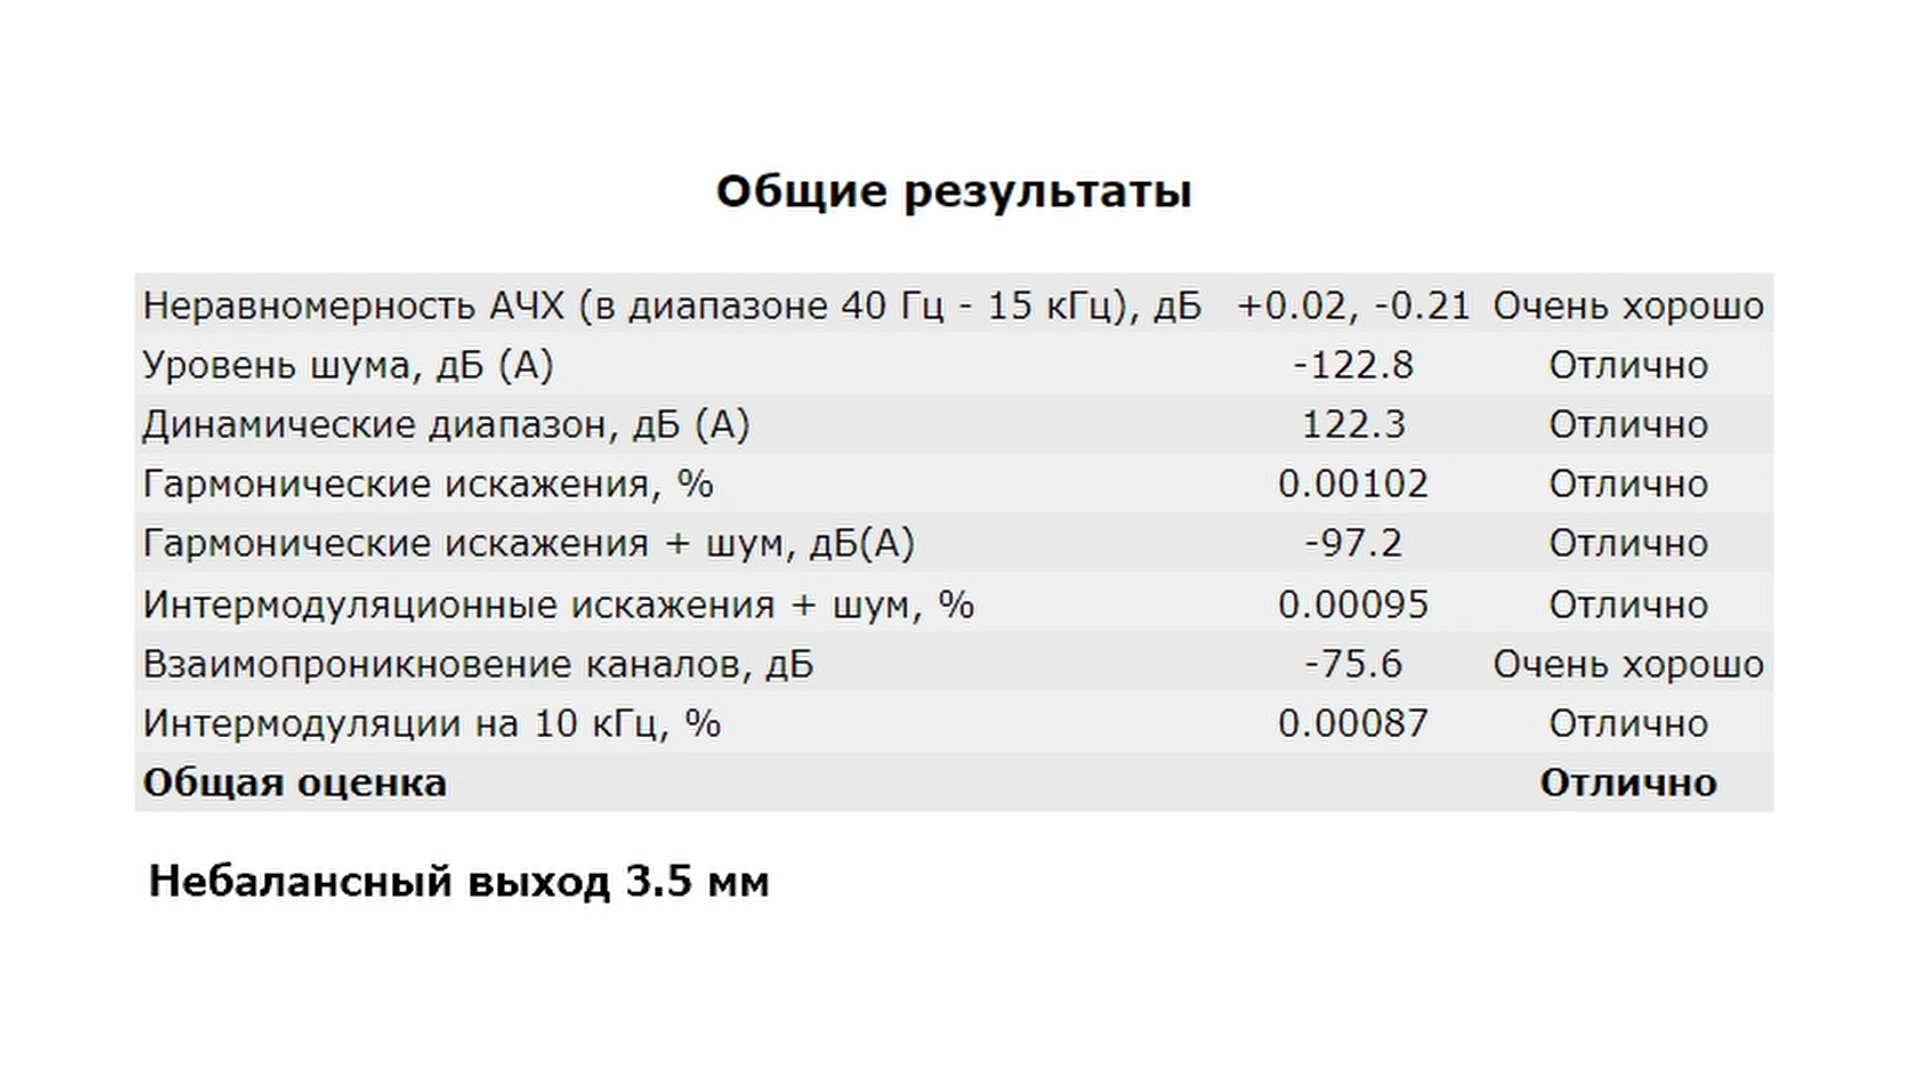 Общие результаты
Неравномерность АЧХ (в диапазоне 40 Гц - 15 кГц), дБ +0.02, -0.21 Очень хорошо
Уровень шума, дБ (А) -122.8 Отлично
Динамические диапазон, дБ (А) 122.3 Отлично
Гармонические искажения, % 0.00102 Отлично
Гармонические искажения + шум, дБ(А) -97.2 Отлично
Интермодуляционные искажения + шум, % 0.00095 Отлично
Взаимопроникновение каналов, дБ -75.6 Очень хорошо
Интермодуляции на 10 кГц, % 0.00087 Отлично
Общая оценка Отлично
Небалансный выход 3.5 мм